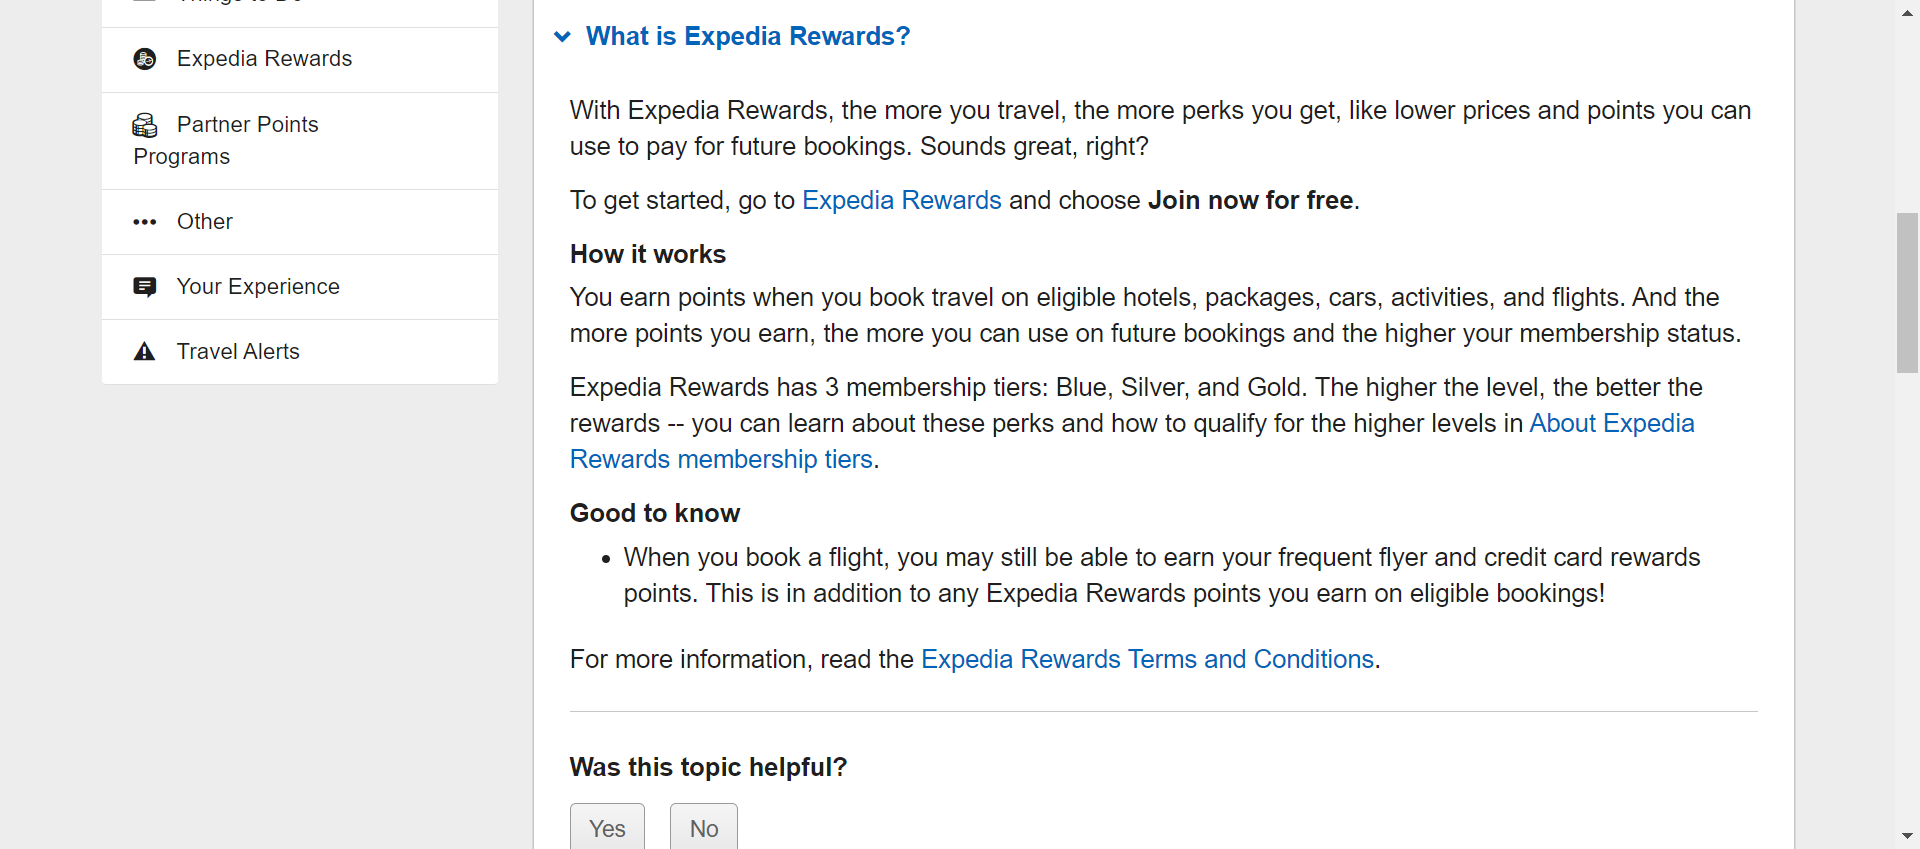 Expedia Rewards
Partner Points
Programs
Other
Your Experience
Travel Alerts
What is Expedia Rewards?
With Expedia Rewards, the more you travel, the more perks you get, like lower prices and points you can
use to pay for future bookings. Sounds great, right?
To get started, go to Expedia Rewards and choose Join now for free.
How it works
You earn points when you book travel on eligible hotels, packages, cars, activities, and flights. And the
more points you earn, the more you can use on future bookings and the higher your membership status.
Expedia Rewards has 3 membership tiers: Blue, Silver, and Gold. The higher the level, the better the
rewards -- you can learn about these perks and how to qualify for the higher levels in About Expedia
Rewards membership tiers.
Good to know
• When you book a flight, you may still be able to earn your frequent flyer and credit card rewards
points. This is in addition to any Expedia Rewards points you earn on eligible bookings!
For more information, read the Expedia Rewards Terms and Conditions.
Was this topic helpful?
Yes No